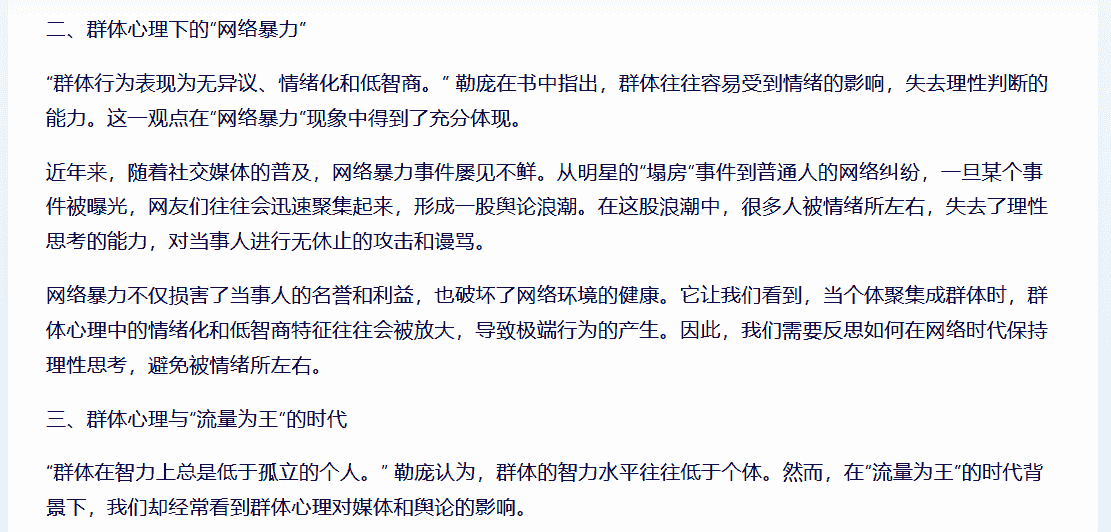 二、群体心理下的“网络暴力”
“群体行为表现为无异议、情绪化和低智商。” 勒庞在书中指出，群体往往容易受到情绪的影响，失去理性判断的
能力。这一观点在“网络暴力”现象中得到了充分体现。
近年来，随着社交媒体的普及，网络暴力事件屡见不鲜。从明星的“塌房”事件到普通人的网络纠纷，一旦某个事
件被曝光，网友们往往会迅速聚集起来，形成一股舆论浪潮。在这股浪潮中，很多人被情绪所左右，失去了理性
思考的能力，对当事人进行无休止的攻击和谩骂。
网络暴力不仅损害了当事人的名誉和利益，也破坏了网络环境的健康。它让我们看到，当个体聚集成群体时，群
体心理中的情绪化和低智商特征往往会被放大，导致极端行为的产生。因此，我们需要反思如何在网络时代保持
理性思考，避免被情绪所左右。
三、群体心理与“流量为王”的时代
“群体在智力上总是低于孤立的个人。” 勒庞认为，群体的智力水平往往低于个体。然而，在“流量为王”的时代背
景下，我们却经常看到群体心理对媒体和舆论的影响。